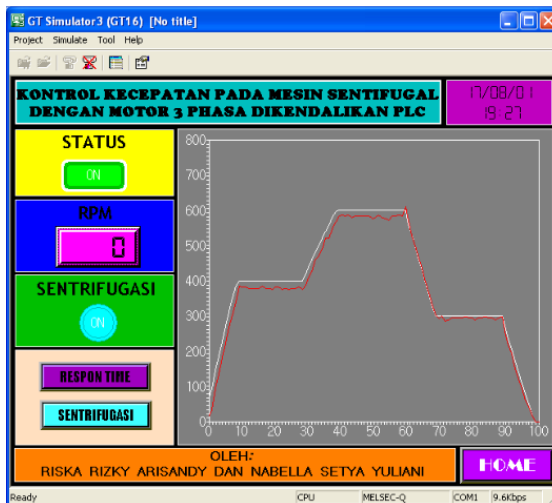 GT Simulator3 (GT16) [No title]
Project Simulate Tool Help
KONTROL KECEPATAN PADA MESIN SENTIFUGAL
DENGAN MOTOR 3 PHASA DIKENDALIKAN PLC
17/08/01
19:27
STATUS
ON
RPM
0
SENTRIFUGASI
ON
RESPON TIME
SENTRIFUGASI
800
700
600
500
400
300
200
100
0
0 10 20 30 40 50 60 70 80 90 100
OLEH:
RISKA RIZKY ARISANDY DAN NABELLA SETYA YULIANI
HOME
Ready CPU MELSEC-Q COM1 9.6Kbps